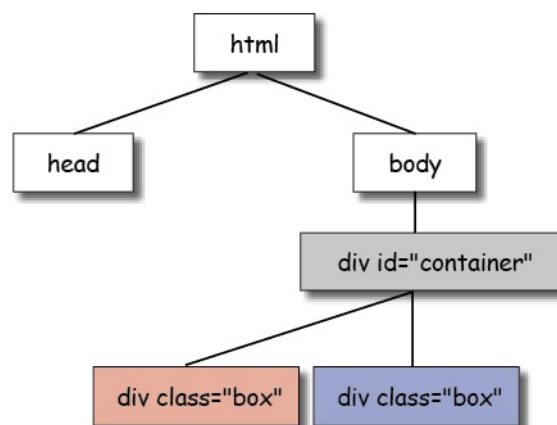 html
head
body
div id="container"
div class="box"
div class="box"